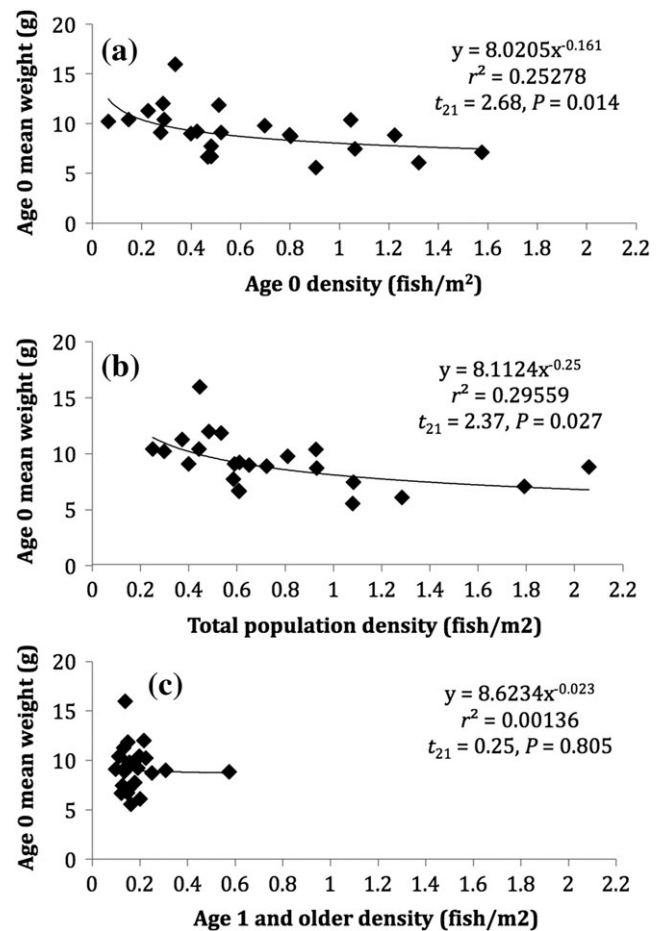 (a)
y = 8.0205x^-0.161
r² = 0.25278
t₂₁ = 2.68, P = 0.014
Age 0 mean weight (g)
20
15
10
5
0
0 0.2 0.4 0.6 0.8 1 1.2 1.4 1.6 1.8 2 2.2
Age 0 density (fish/m²)
(b)
y = 8.1124x^-0.25
r² = 0.29559
t₂₁ = 2.37, P = 0.027
Age 0 mean weight (g)
20
15
10
5
0
0 0.2 0.4 0.6 0.8 1 1.2 1.4 1.6 1.8 2 2.2
Total population density (fish/m2)
(c)
y = 8.6234x^-0.023
r² = 0.00136
t₂₁ = 0.25, P = 0.805
Age 0 mean weight (g)
20
15
10
5
0
0 0.2 0.4 0.6 0.8 1 1.2 1.4 1.6 1.8 2 2.2
Age 1 and older density (fish/m2)